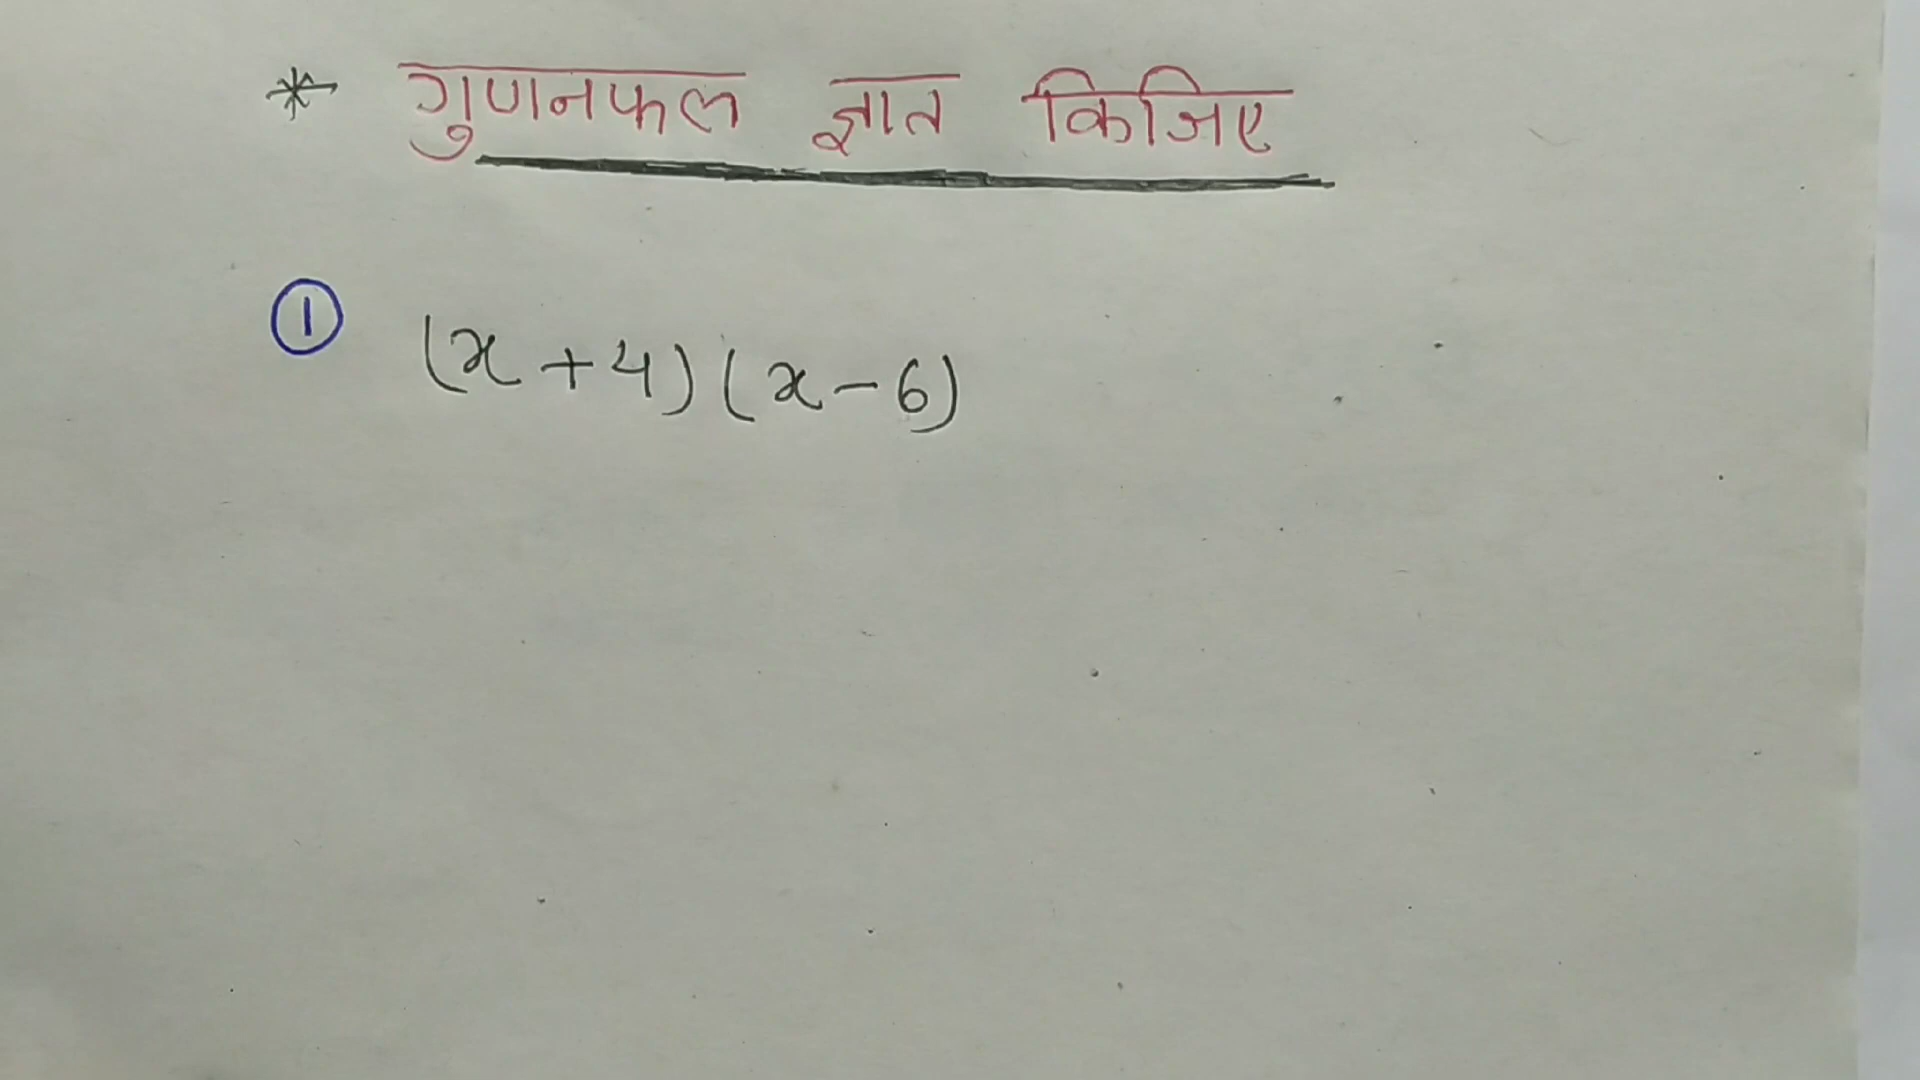 * गुणनफल ज्ञात किजिए
① (x + 4) (x - 6)